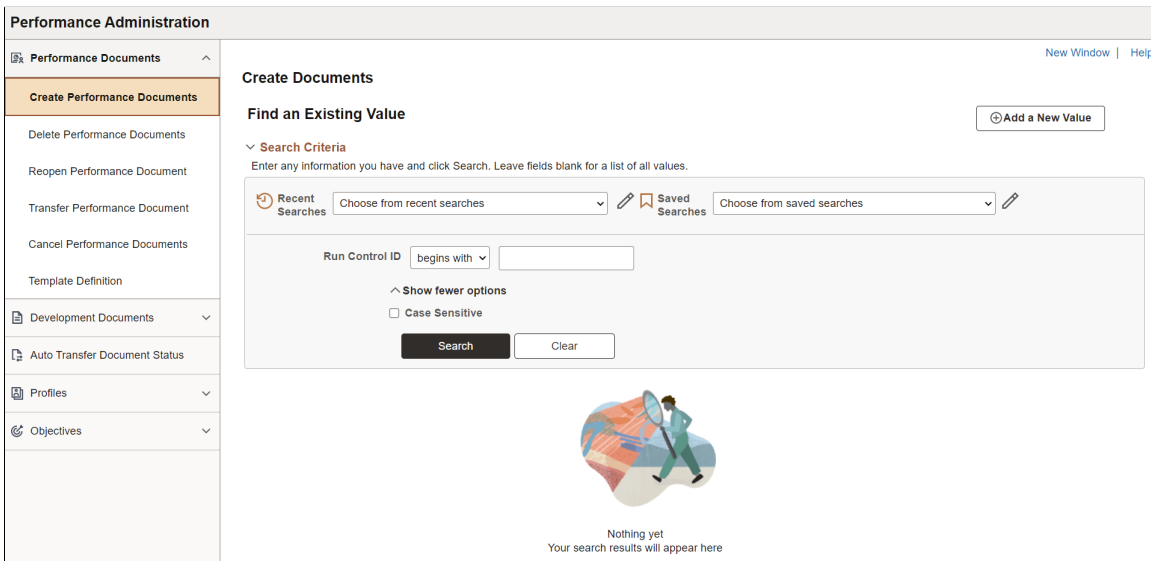 Performance Administration
Performance Documents
Create Performance Documents
Delete Performance Documents
Reopen Performance Document
Transfer Performance Document
Cancel Performance Documents
Template Definition
Development Documents
Auto Transfer Document Status
Profiles
Objectives
New Window | Help
Create Documents
Find an Existing Value
Add a New Value
Search Criteria
Enter any information you have and click Search. Leave fields blank for a list of all values.
Recent Searches
Choose from recent searches
Saved Searches
Choose from saved searches
Run Control ID
begins with
Show fewer options
Case Sensitive
Search
Clear
Nothing yet
Your search results will appear here